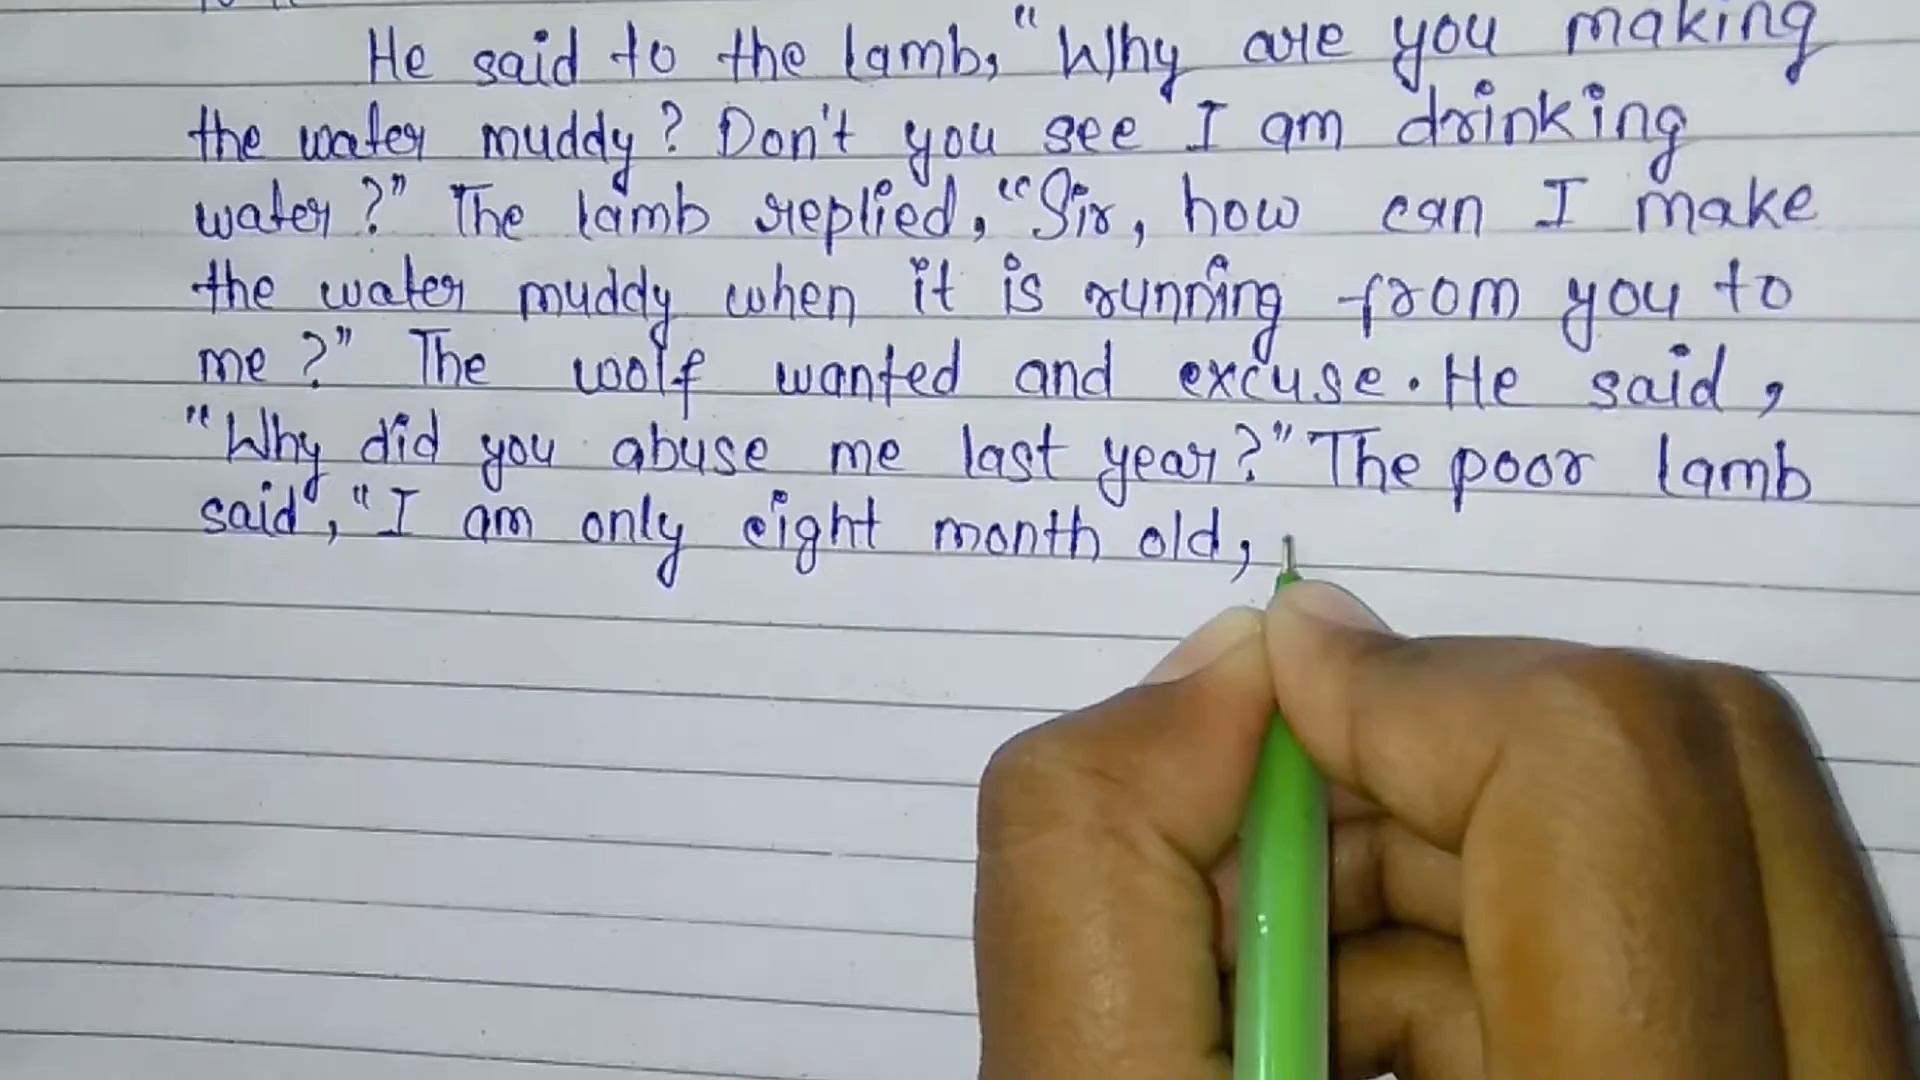 He said to the lamb, "Why are you making
the water muddy? Don't you see I am drinking
water?" The lamb replied, "Sir, how can I make
the water muddy when it is running from you to
me?" The woolf wanted and excuse. He said,
"Why did you abuse me last year?" The poor lamb
said, "I am only eight month old,